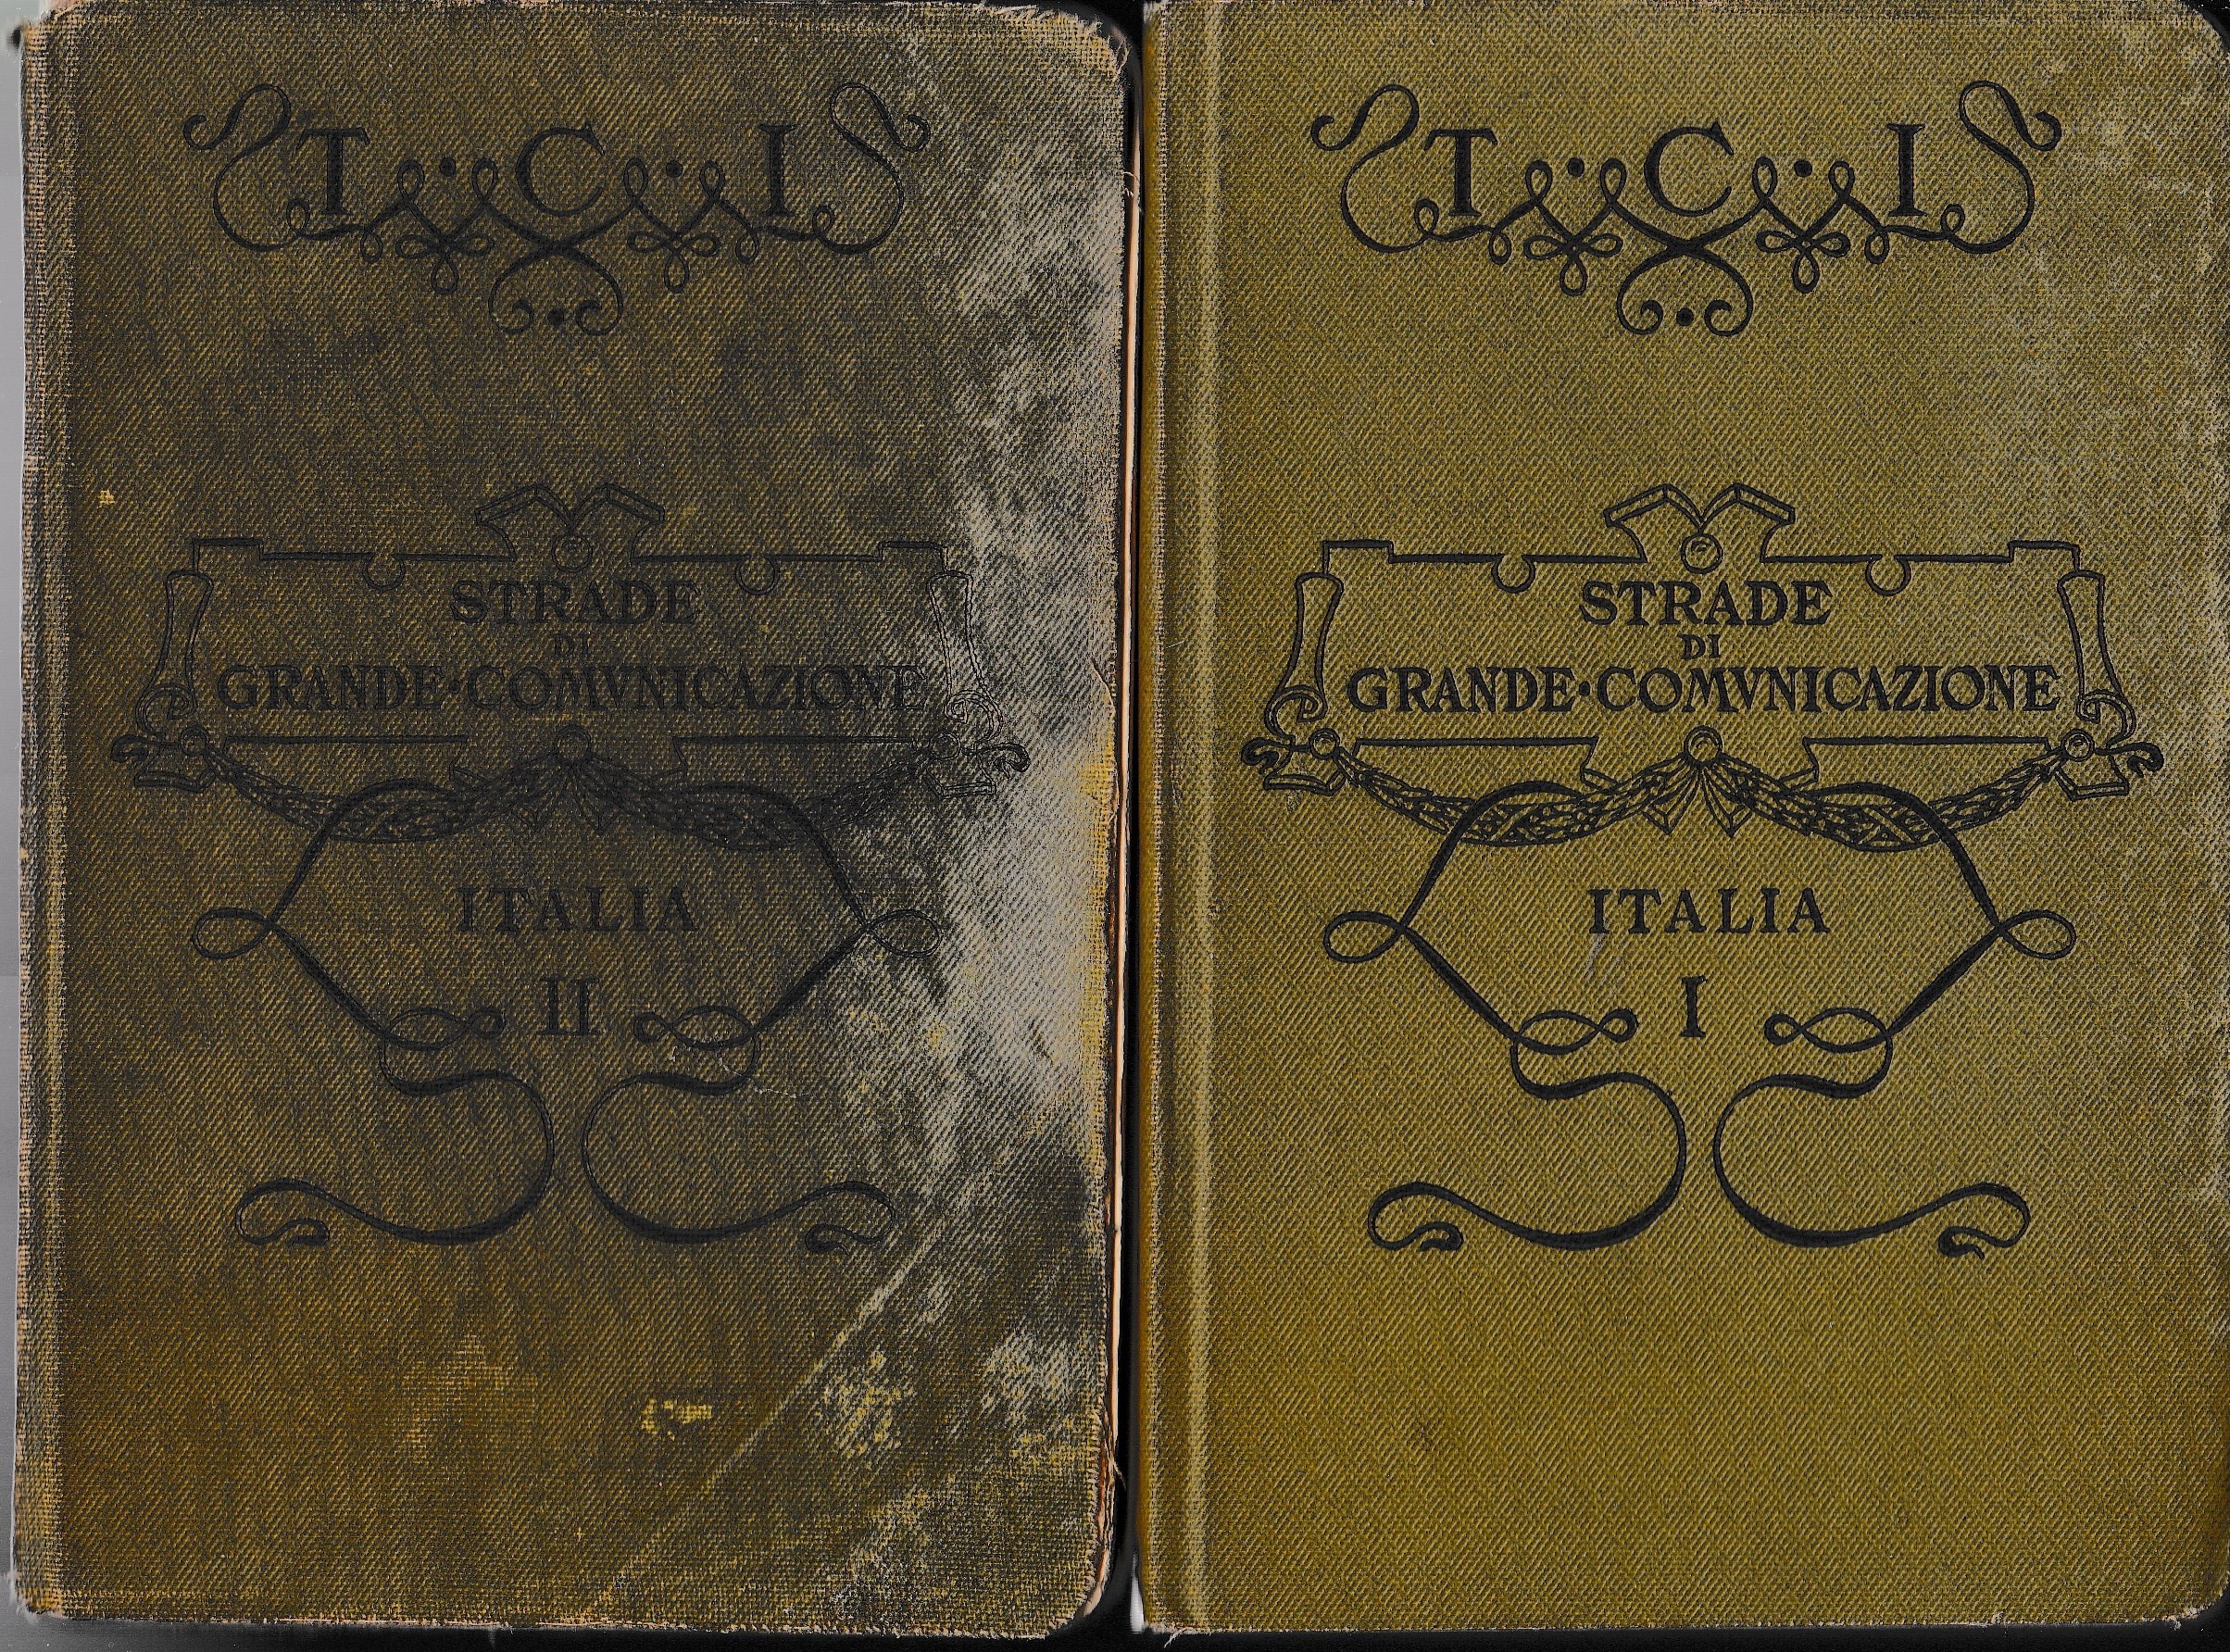 T · C · I
STRADE
DI
GRANDE·COMVNICAZIONE
ITALIA
II
T · C · I
STRADE
DI
GRANDE·COMVNICAZIONE
ITALIA
I